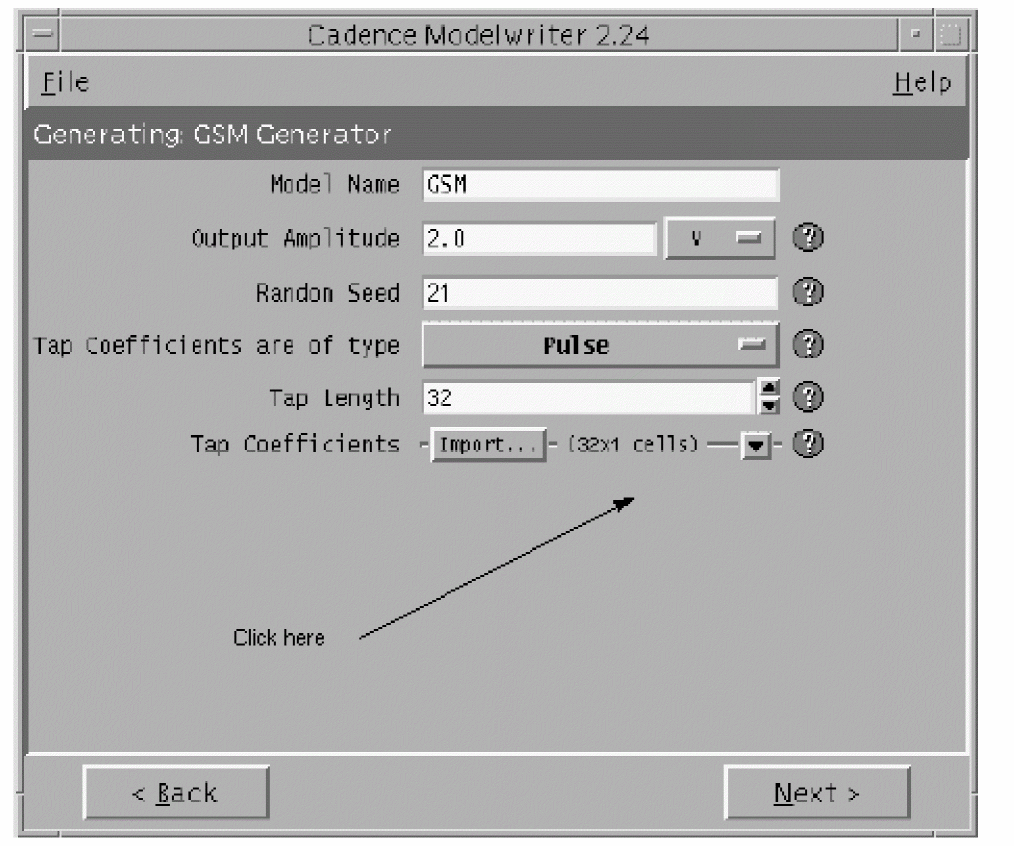 Cadence Modelwriter 2.24
File Help
Generating: GSM Generator
Model Name GSM
Output Amplitude 2.0 V ?
Randon Seed 21 ?
Tap Coefficients are of type Pulse ?
Tap Length 32 ?
Tap Coefficients Import... (32x1 cells) ?
Click here
< Back Next >